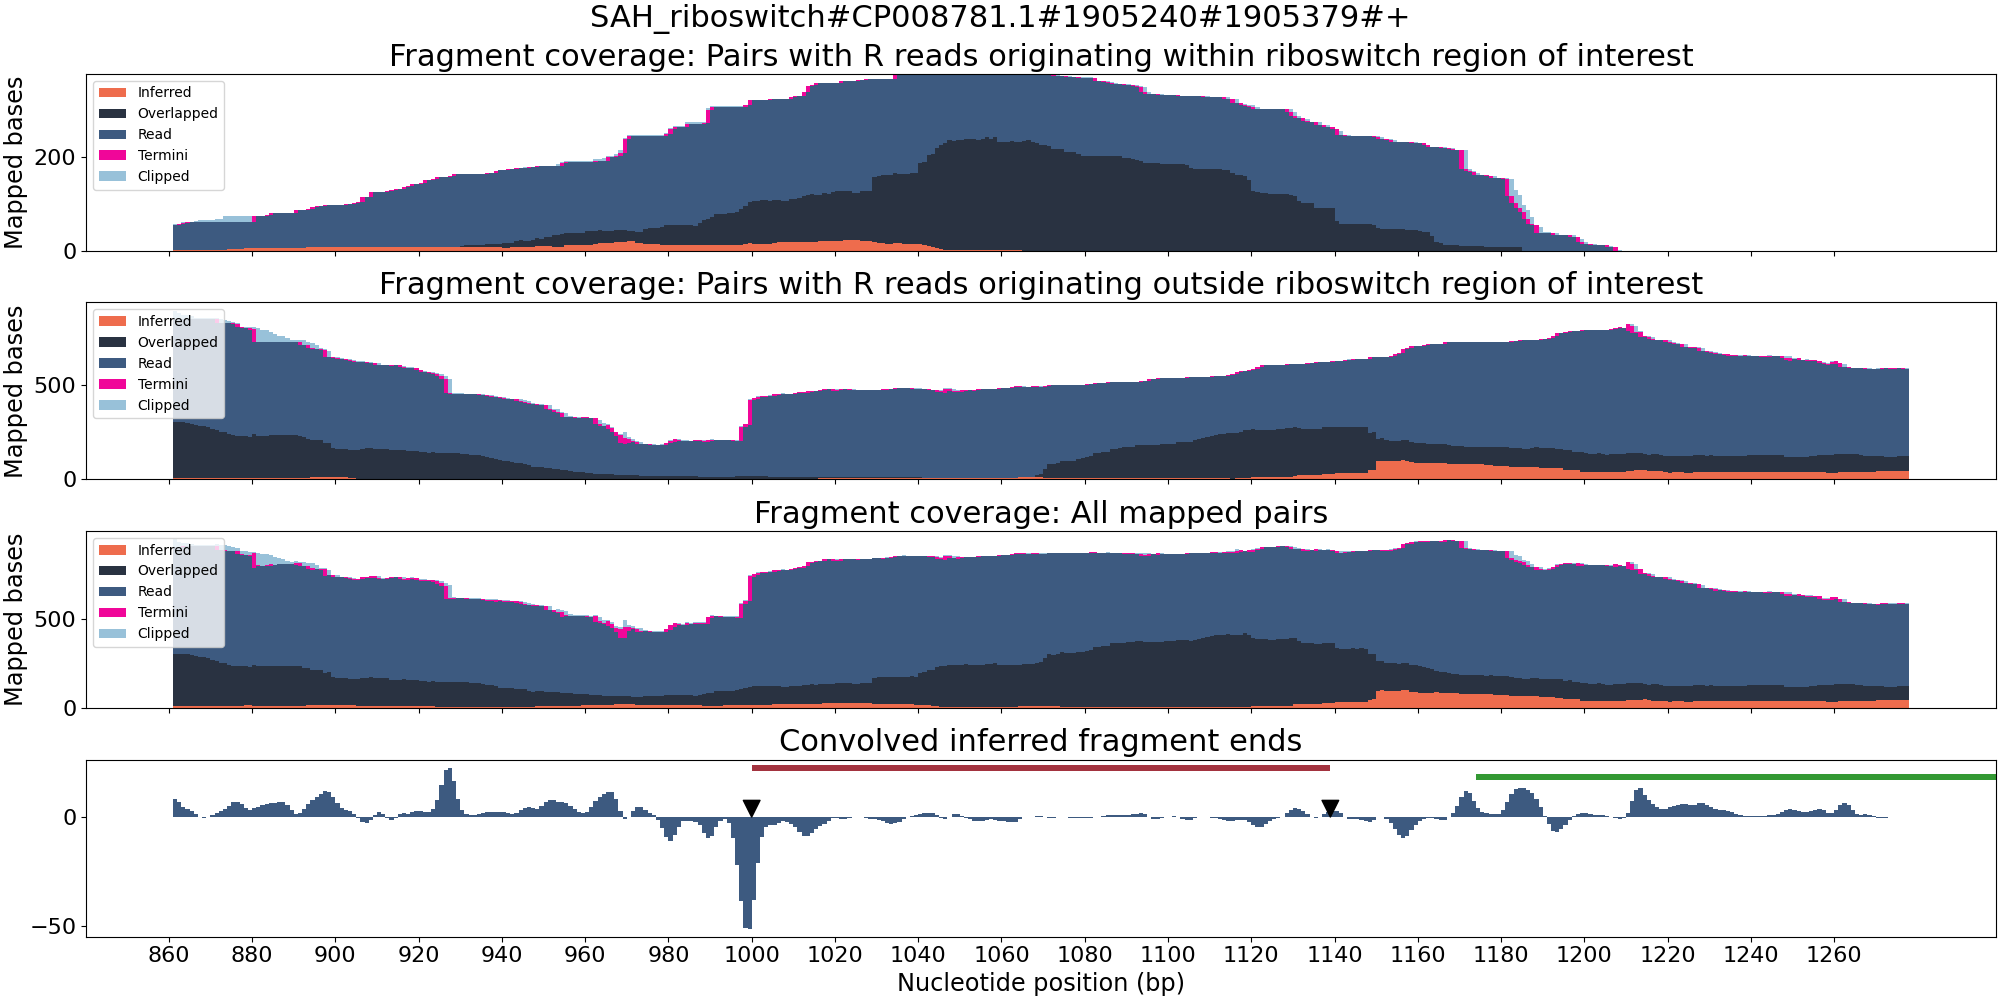 SAH_riboswitch#CP008781.1#1905240#1905379#+
Fragment coverage: Pairs with R reads originating within riboswitch region of interest
Mapped bases
200
0
Inferred
Overlapped
Read
Termini
Clipped
Fragment coverage: Pairs with R reads originating outside riboswitch region of interest
Mapped bases
500
0
Inferred
Overlapped
Read
Termini
Clipped
Fragment coverage: All mapped pairs
Mapped bases
500
0
Inferred
Overlapped
Read
Termini
Clipped
Convolved inferred fragment ends
0
−50
860 880 900 920 940 960 980 1000 1020 1040 1060 1080 1100 1120 1140 1160 1180 1200 1220 1240 1260
Nucleotide position (bp)